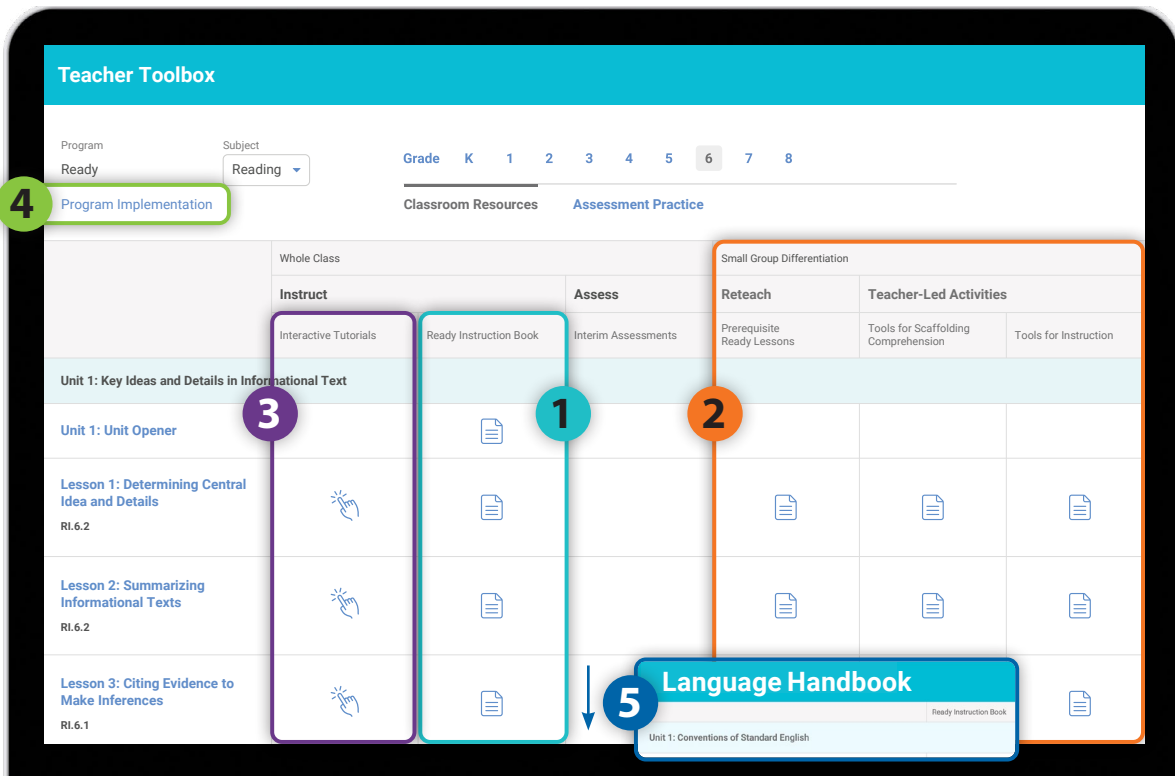 Teacher Toolbox
Program
Subject
Ready
Reading
Grade K 1 2 3 4 5 6 7 8
4
Program Implementation
Classroom Resources
Assessment Practice
Whole Class
Small Group Differentiation
Instruct
Assess
Reteach
Teacher-Led Activities
Interactive Tutorials
Ready Instruction Book
Interim Assessments
Prerequisite
Ready Lessons
Tools for Scaffolding
Comprehension
Tools for Instruction
Unit 1: Key Ideas and Details in Informational Text
3
1
2
Unit 1: Unit Opener
Lesson 1: Determining Central
Idea and Details
RI.6.2
Lesson 2: Summarizing
Informational Texts
RI.6.2
Lesson 3: Citing Evidence to
Make Inferences
RI.6.1
5
Language Handbook
Ready Instruction Book
Unit 1: Conventions of Standard English